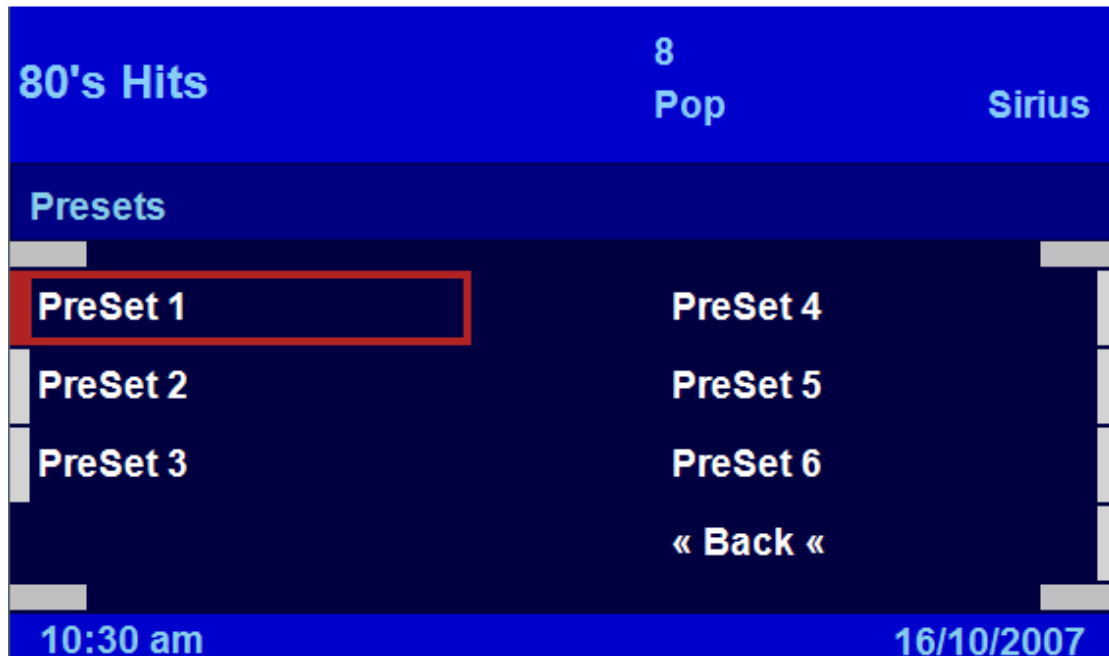 80's Hits
8
Pop
Sirius
Presets
PreSet 1
PreSet 4
PreSet 2
PreSet 5
PreSet 3
PreSet 6
« Back «
10:30 am
16/10/2007